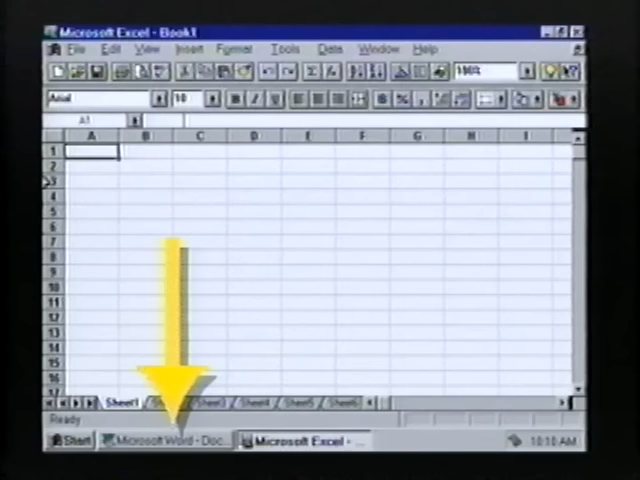 Microsoft Excel - Book1
File Edit View Insert Format Tools Data Window Help
100%
Arial 10 B I U
A1
A B C D E F G H I
1
2
3
4
5
6
7
8
9
10
11
12
13
14
15
16
Sheet1 Sheet3 Sheet4 Sheet5 Sheet6
Ready
Start Microsoft Word - Doc... Microsoft Excel - ... 10:10 AM